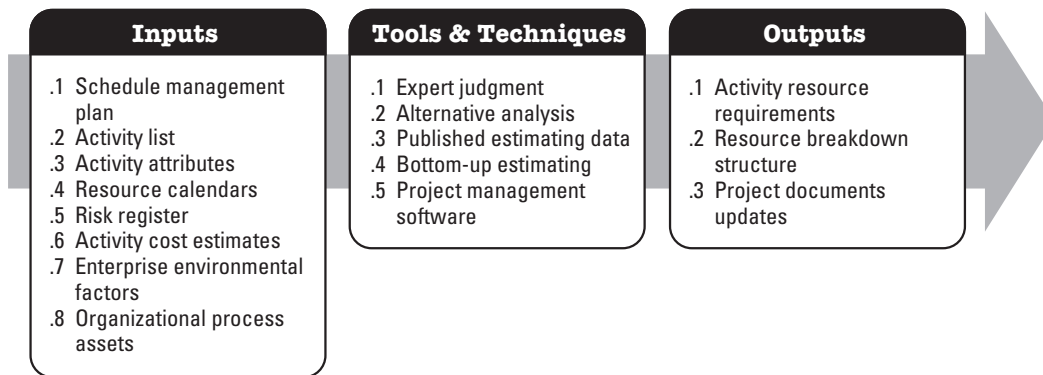 Inputs
.1 Schedule management
plan
.2 Activity list
.3 Activity attributes
.4 Resource calendars
.5 Risk register
.6 Activity cost estimates
.7 Enterprise environmental
factors
.8 Organizational process
assets
Tools & Techniques
.1 Expert judgment
.2 Alternative analysis
.3 Published estimating data
.4 Bottom-up estimating
.5 Project management
software
Outputs
.1 Activity resource
requirements
.2 Resource breakdown
structure
.3 Project documents
updates